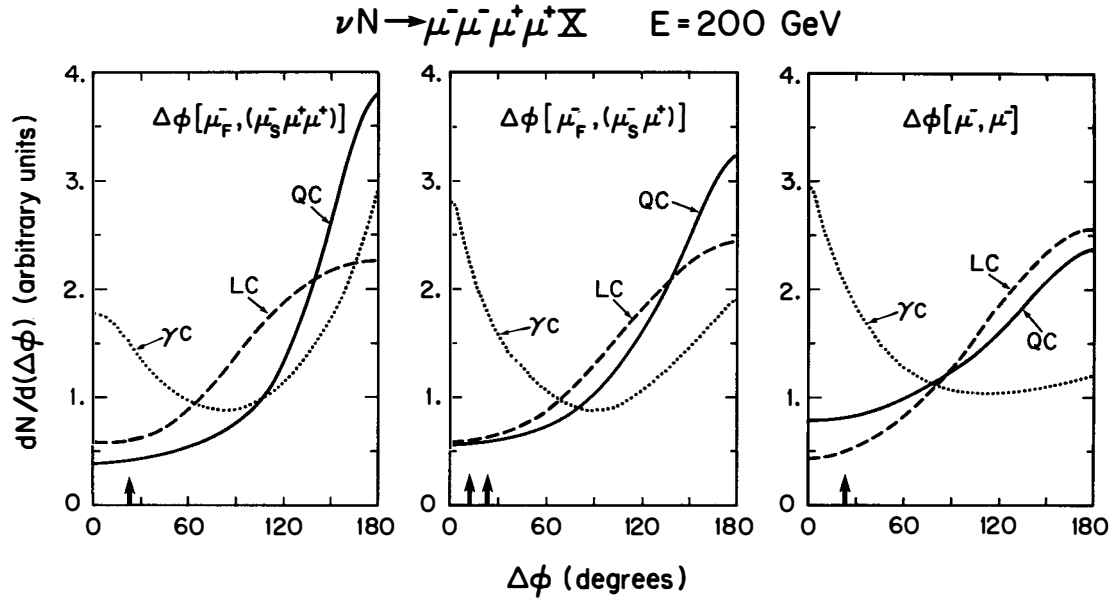 νN→μ⁻μ⁻μ⁺μ⁺X E=200 GeV
dN/d(Δϕ) (arbitrary units)
4.
3.
2.
1.
0
Δϕ[μ⁻F,(μ⁻Sμ⁺μ⁺)]
QC
LC
γC
0 60 120 180
Δϕ[μ⁻F,(μ⁻Sμ⁺)]
4.
3.
2.
1.
0
QC
LC
γC
0 60 120 180
Δϕ[μ⁻,μ⁻]
4.
3.
2.
1.
0
LC
γC
QC
0 60 120 180
Δϕ (degrees)